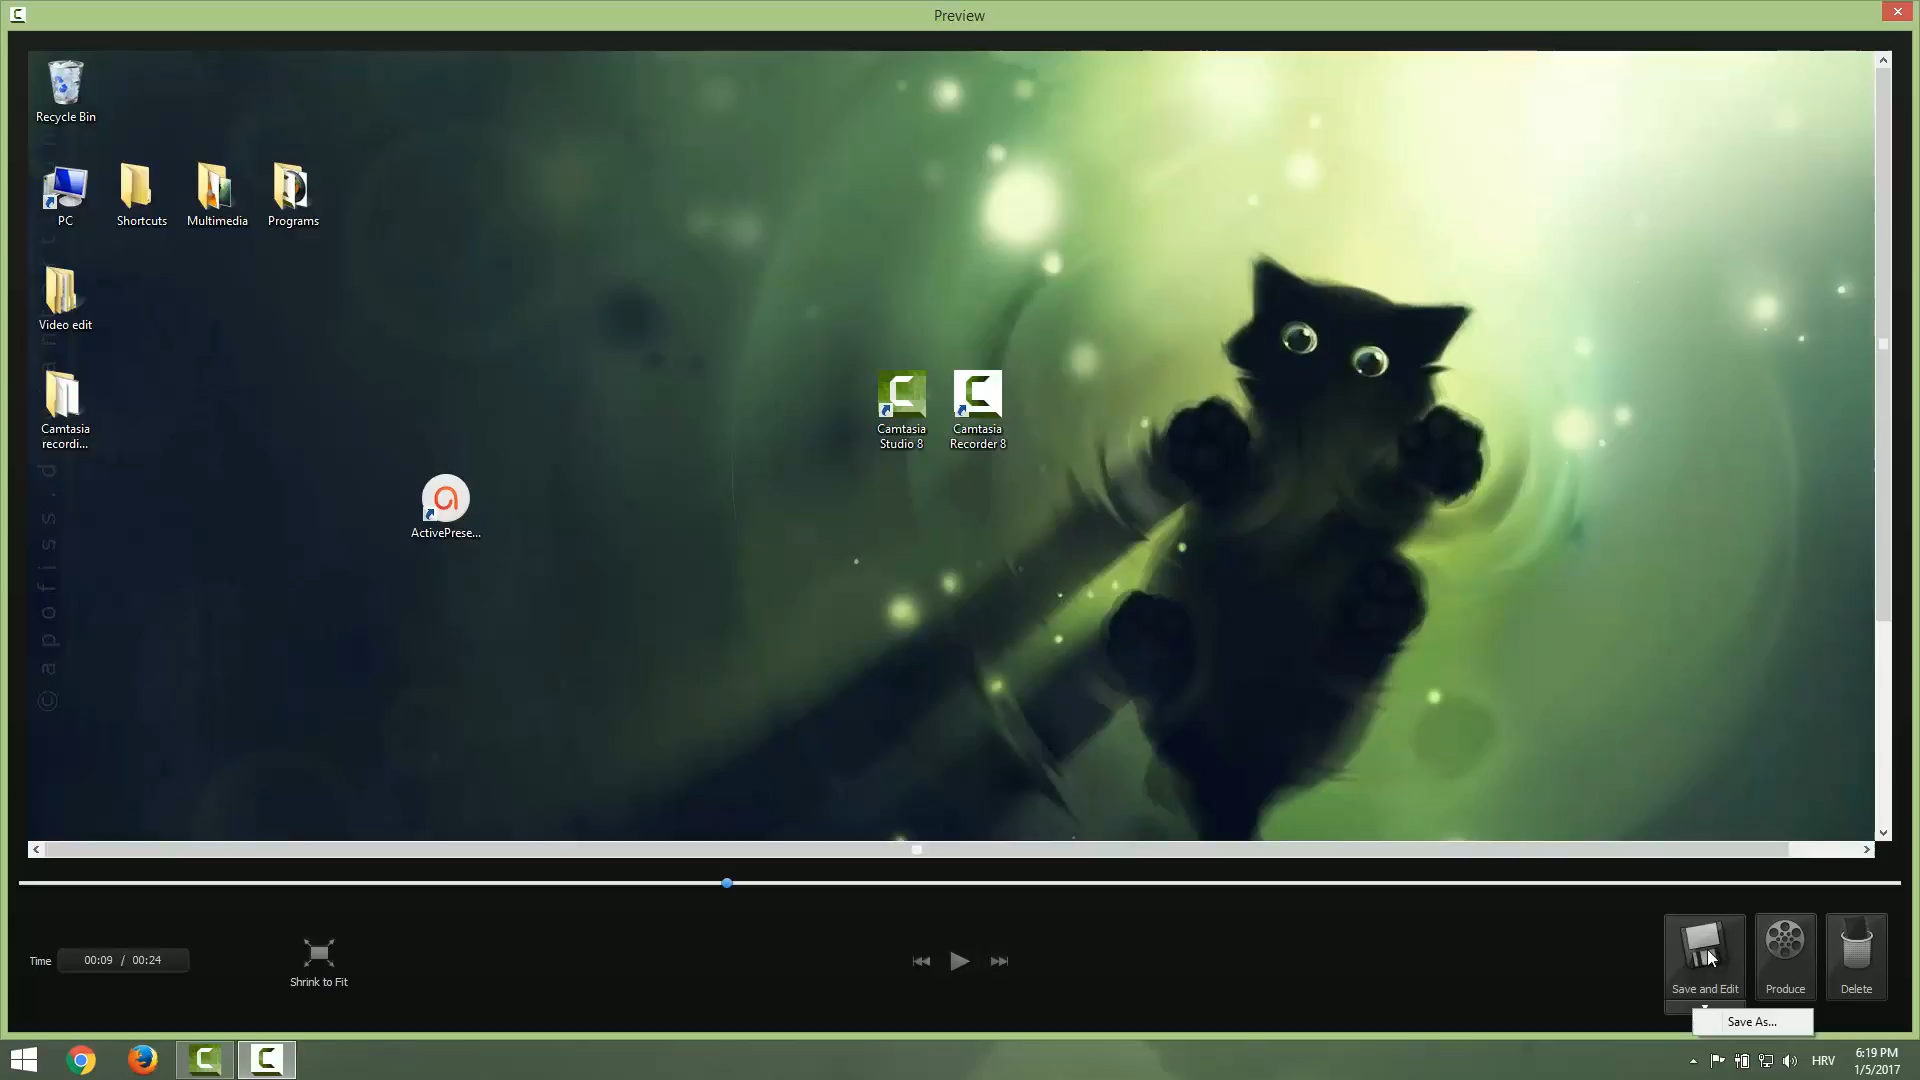 Preview
Recycle Bin
PC
Shortcuts
Multimedia
Programs
Video edit
Camtasia
recordi...
Camtasia
Studio 8
Camtasia
Recorder 8
ActivePrese...
© apofiss.d
Time
00:09 / 00:24
Shrink to Fit
Save and Edit
Produce
Delete
Save As...
HRV
6:19 PM
1/5/2017